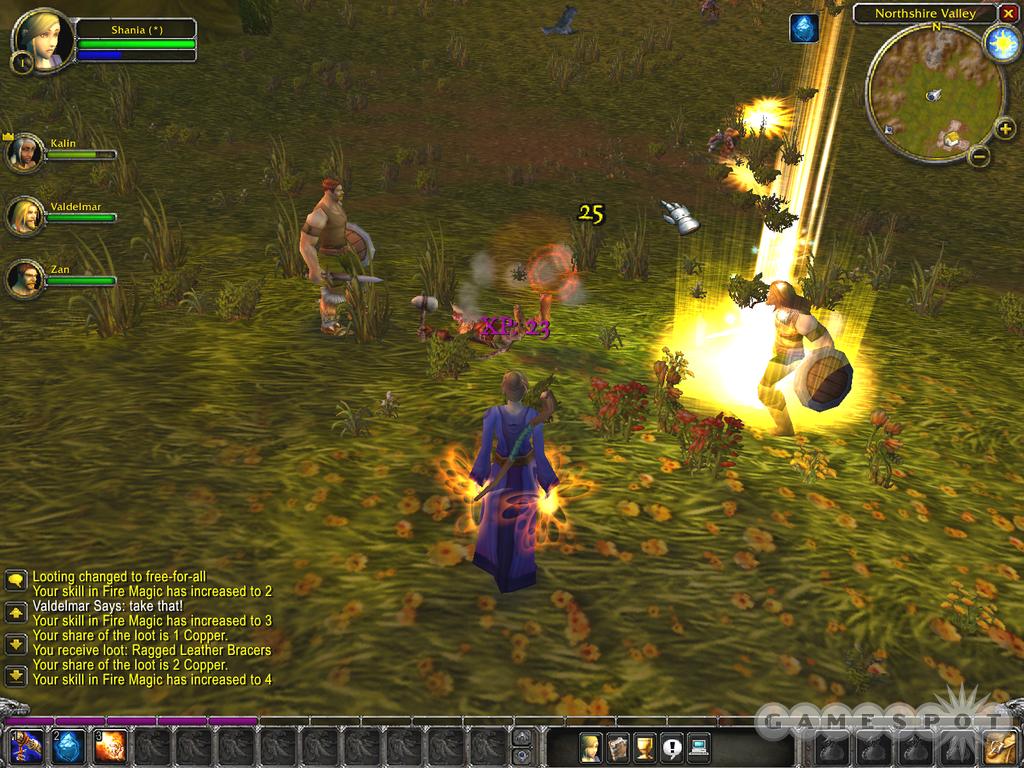 Shania (*)
1
Northshire Valley
N
Kalin
Valdelmar
Zan
25
XP: 23
Looting changed to free-for-all
Your skill in Fire Magic has increased to 2
Valdelmar Says: take that!
Your skill in Fire Magic has increased to 3
Your share of the loot is 1 Copper.
You receive loot: Ragged Leather Bracers
Your share of the loot is 2 Copper.
Your skill in Fire Magic has increased to 4
1 2 3
GAMESPOT